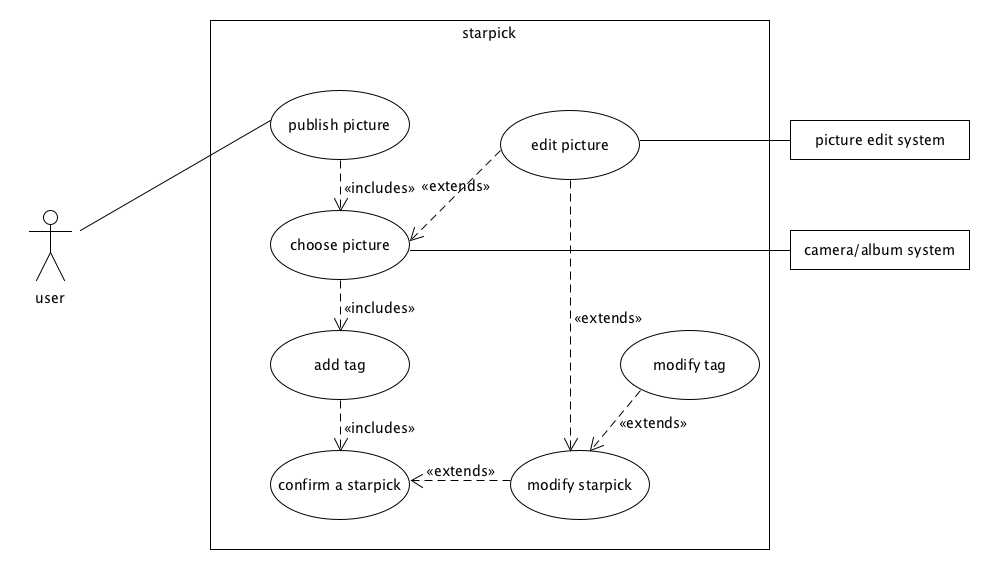 starpick
publish picture
edit picture
picture edit system
«includes»
«extends»
choose picture
camera/album system
user
«includes»
«extends»
add tag
modify tag
«includes»
«extends»
«extends»
confirm a starpick
modify starpick